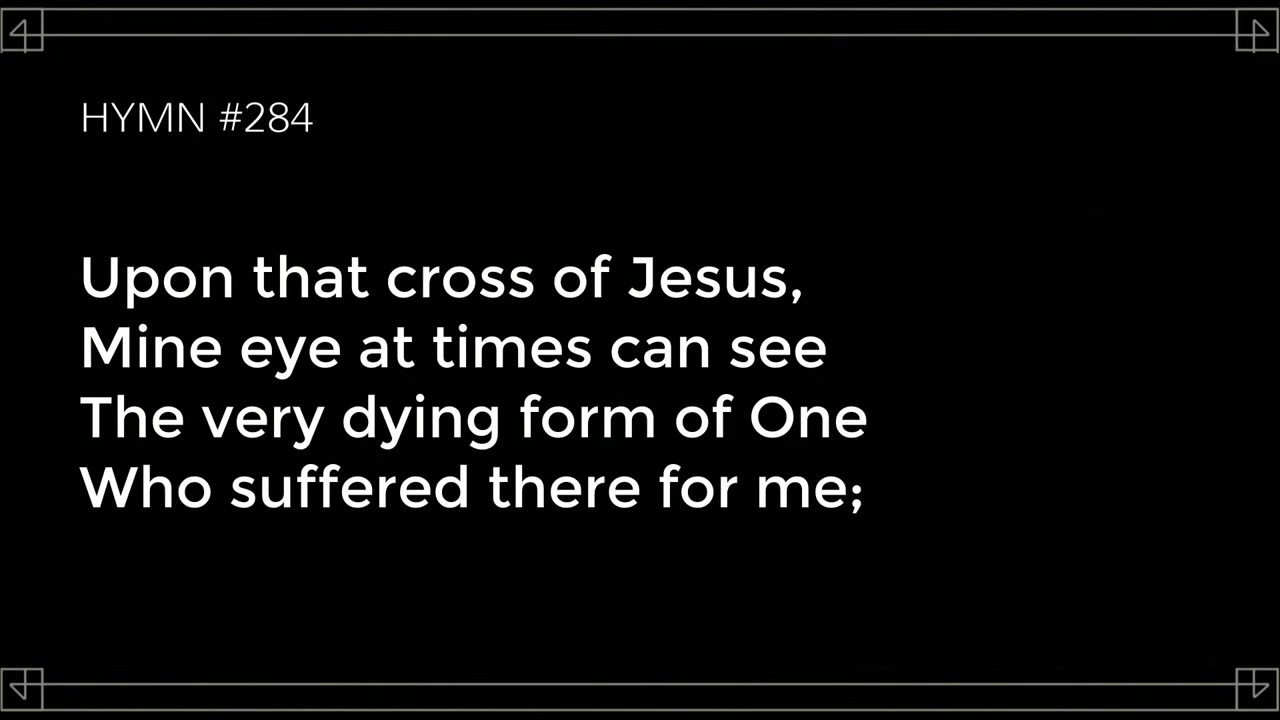 HYMN #284
Upon that cross of Jesus,
Mine eye at times can see
The very dying form of One
Who suffered there for me;